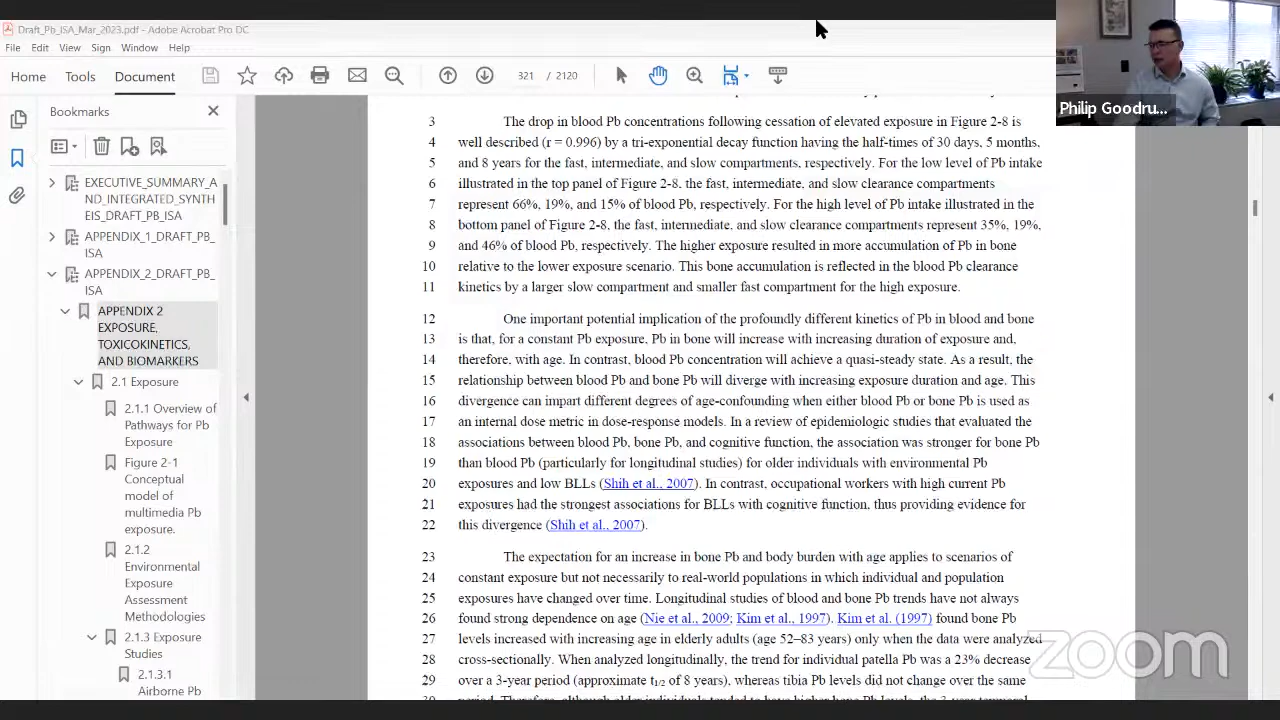 Draft_Pb_ISA_Mar_2023.pdf - Adobe Acrobat Pro DC
File Edit View Sign Window Help
Home Tools Document 321 / 2120
Philip Goodru...
Bookmarks
EXECUTIVE_SUMMARY_A
ND_INTEGRATED_SYNTH
EIS_DRAFT_PB_ISA
APPENDIX_1_DRAFT_PB_
ISA
APPENDIX_2_DRAFT_PB_
ISA
APPENDIX 2
EXPOSURE,
TOXICOKINETICS,
AND BIOMARKERS
2.1 Exposure
2.1.1 Overview of
Pathways for Pb
Exposure
Figure 2-1
Conceptual
model of
multimedia Pb
exposure.
2.1.2
Environmental
Exposure
Assessment
Methodologies
2.1.3 Exposure
Studies
2.1.3.1
Airborne Pb
3 The drop in blood Pb concentrations following cessation of elevated exposure in Figure 2-8 is
4 well described (r = 0.996) by a tri-exponential decay function having the half-times of 30 days, 5 months,
5 and 8 years for the fast, intermediate, and slow compartments, respectively. For the low level of Pb intake
6 illustrated in the top panel of Figure 2-8, the fast, intermediate, and slow clearance compartments
7 represent 66%, 19%, and 15% of blood Pb, respectively. For the high level of Pb intake illustrated in the
8 bottom panel of Figure 2-8, the fast, intermediate, and slow clearance compartments represent 35%, 19%,
9 and 46% of blood Pb, respectively. The higher exposure resulted in more accumulation of Pb in bone
10 relative to the lower exposure scenario. This bone accumulation is reflected in the blood Pb clearance
11 kinetics by a larger slow compartment and smaller fast compartment for the high exposure.
12 One important potential implication of the profoundly different kinetics of Pb in blood and bone
13 is that, for a constant Pb exposure, Pb in bone will increase with increasing duration of exposure and,
14 therefore, with age. In contrast, blood Pb concentration will achieve a quasi-steady state. As a result, the
15 relationship between blood Pb and bone Pb will diverge with increasing exposure duration and age. This
16 divergence can impart different degrees of age-confounding when either blood Pb or bone Pb is used as
17 an internal dose metric in dose-response models. In a review of epidemiologic studies that evaluated the
18 associations between blood Pb, bone Pb, and cognitive function, the association was stronger for bone Pb
19 than blood Pb (particularly for longitudinal studies) for older individuals with environmental Pb
20 exposures and low BLLs (Shih et al., 2007). In contrast, occupational workers with high current Pb
21 exposures had the strongest associations for BLLs with cognitive function, thus providing evidence for
22 this divergence (Shih et al., 2007).
23 The expectation for an increase in bone Pb and body burden with age applies to scenarios of
24 constant exposure but not necessarily to real-world populations in which individual and population
25 exposures have changed over time. Longitudinal studies of blood and bone Pb trends have not always
26 found strong dependence on age (Nie et al., 2009; Kim et al., 1997). Kim et al. (1997) found bone Pb
27 levels increased with increasing age in elderly adults (age 52–83 years) only when the data were analyzed
28 cross-sectionally. When analyzed longitudinally, the trend for individual patella Pb was a 23% decrease
29 over a 3-year period (approximate t1/2 of 8 years), whereas tibia Pb levels did not change over the same
zoom